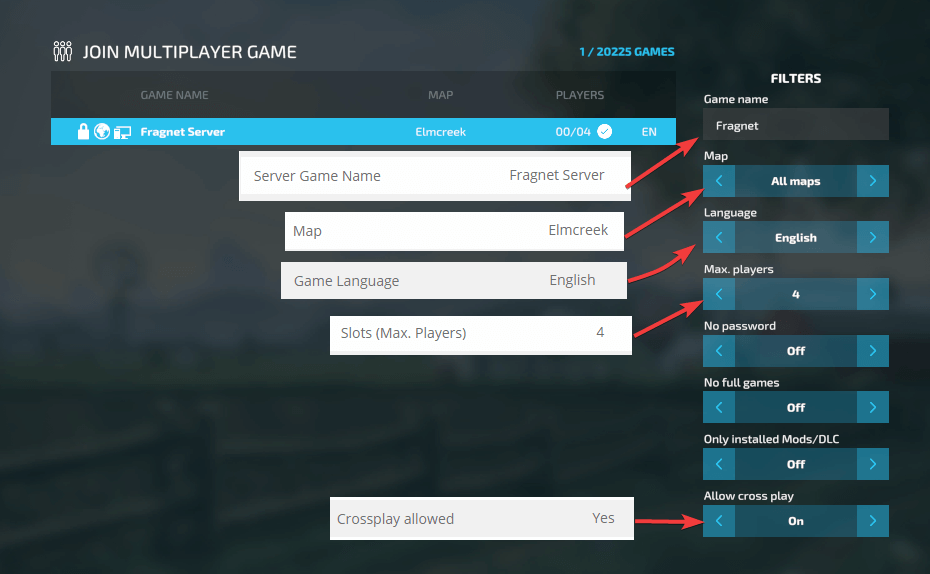 JOIN MULTIPLAYER GAME
1 / 20225 GAMES
GAME NAME MAP PLAYERS
Fragnet Server Elmcreek 00/04 EN
Server Game Name Fragnet Server
Map Elmcreek
Game Language English
Slots (Max. Players) 4
Crossplay allowed Yes
FILTERS
Game name
Fragnet
Map
All maps
Language
English
Max. players
4
No password
Off
No full games
Off
Only installed Mods/DLC
Off
Allow cross play
On